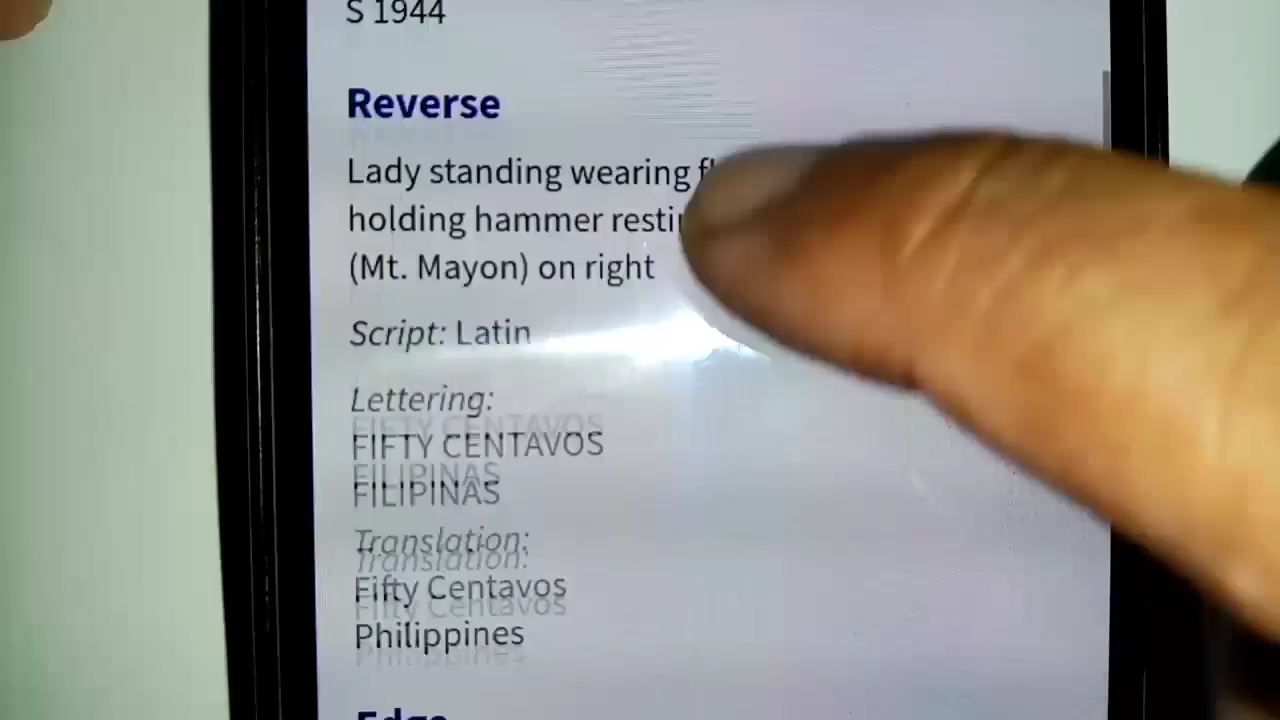 S 1944
Reverse
Lady standing wearing
holding hammer
(Mt. Mayon) on right
Script: Latin
Lettering:
FIFTY CENTAVOS
FILIPINAS
Translation:
Fifty Centavos
Philippines
Edge